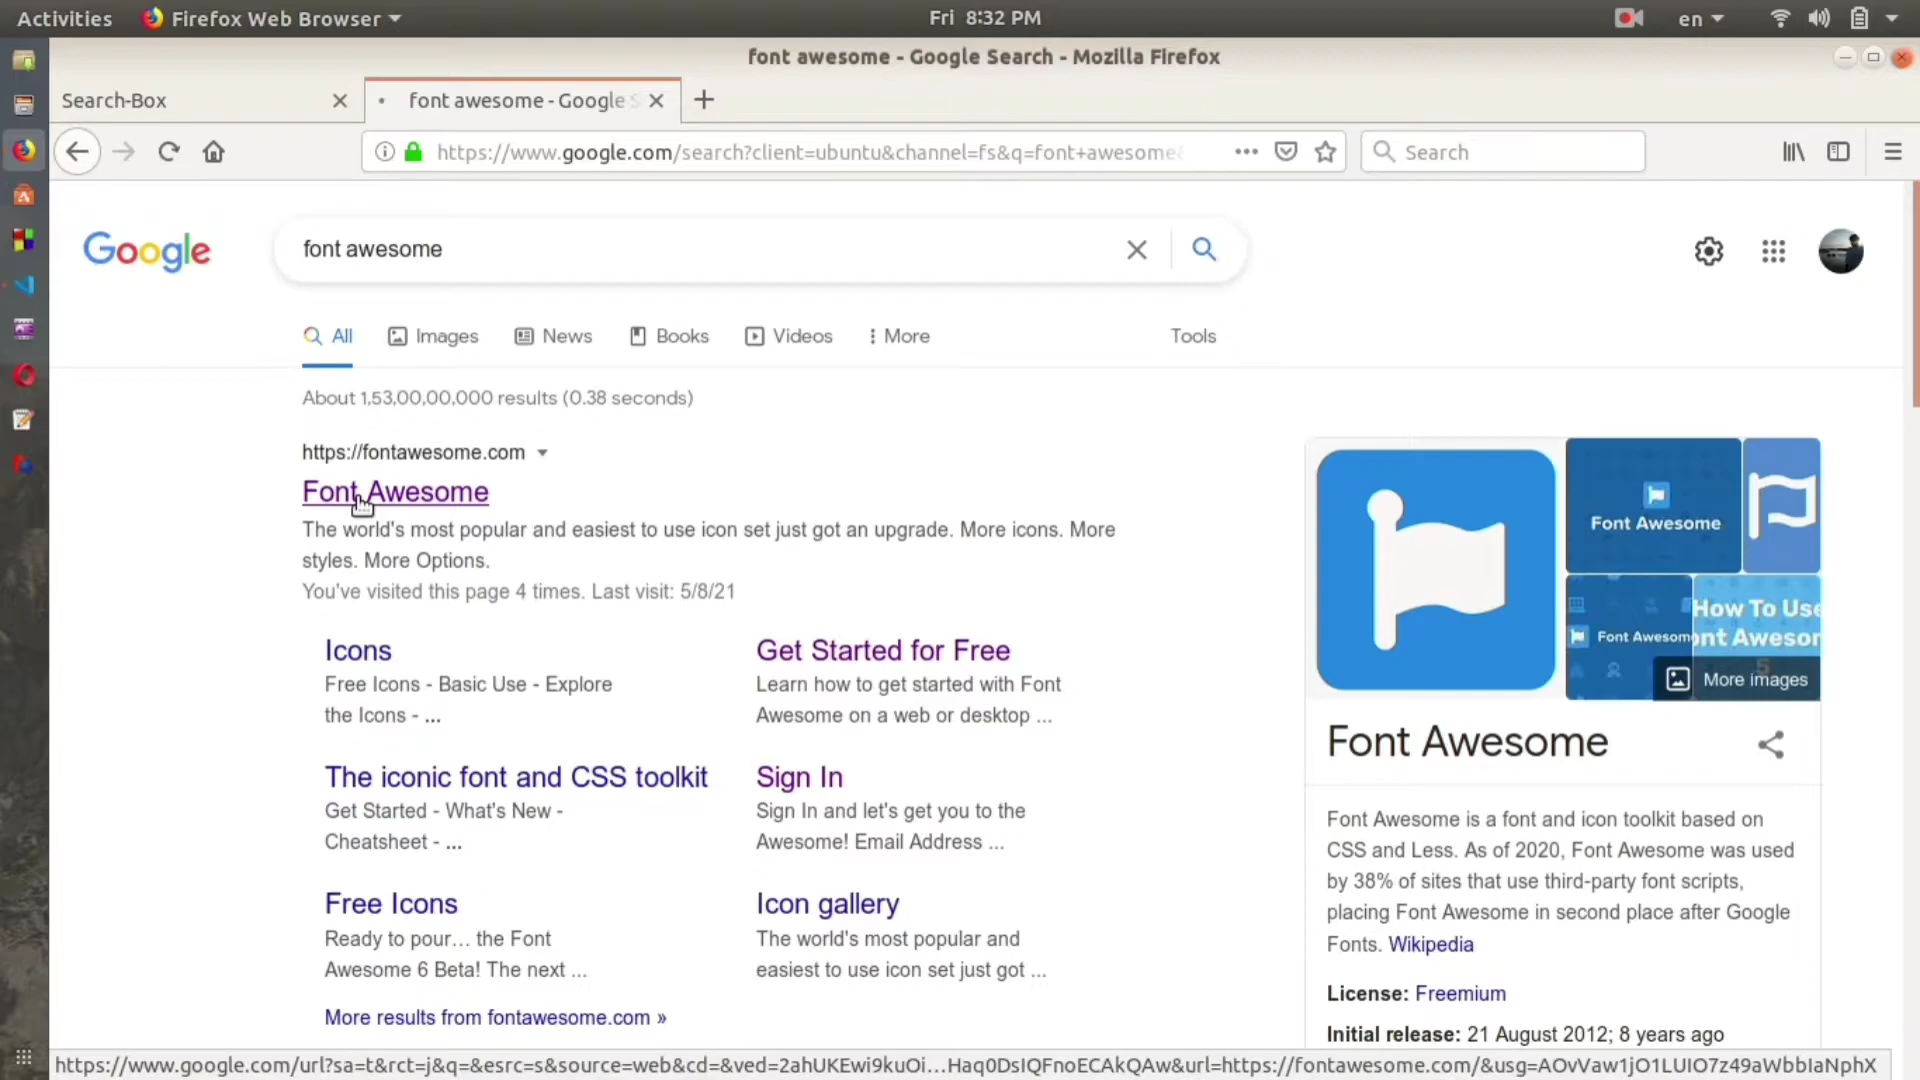 Activities
Firefox Web Browser
Fri 8:32 PM
en
font awesome - Google Search - Mozilla Firefox
Search-Box
font awesome - Google S
https://www.google.com/search?client=ubuntu&channel=fs&q=font+awesome&
Search
Google
font awesome
All
Images
News
Books
Videos
More
Tools
About 1,53,00,00,000 results (0.38 seconds)
https://fontawesome.com
Font Awesome
The world's most popular and easiest to use icon set just got an upgrade. More icons. More
styles. More Options.
You've visited this page 4 times. Last visit: 5/8/21
Icons
Free Icons - Basic Use - Explore
the Icons - ...
Get Started for Free
Learn how to get started with Font
Awesome on a web or desktop ...
The iconic font and CSS toolkit
Get Started - What's New -
Cheatsheet - ...
Sign In
Sign In and let's get you to the
Awesome! Email Address ...
Free Icons
Ready to pour… the Font
Awesome 6 Beta! The next ...
Icon gallery
The world's most popular and
easiest to use icon set just got ...
More results from fontawesome.com »
Font Awesome
Font Awesom
How To Use
ont Awesor
5
More images
Font Awesome
Font Awesome is a font and icon toolkit based on
CSS and Less. As of 2020, Font Awesome was used
by 38% of sites that use third-party font scripts,
placing Font Awesome in second place after Google
Fonts. Wikipedia
License: Freemium
Initial release: 21 August 2012; 8 years ago
https://www.google.com/url?sa=t&rct=j&q=&esrc=s&source=web&cd=&ved=2ahUKEwi9kuOi…Haq0DsIQFnoECAkQAw&url=https://fontawesome.com/&usg=AOvVaw1jO1LUIO7z49aWbbIaNphX